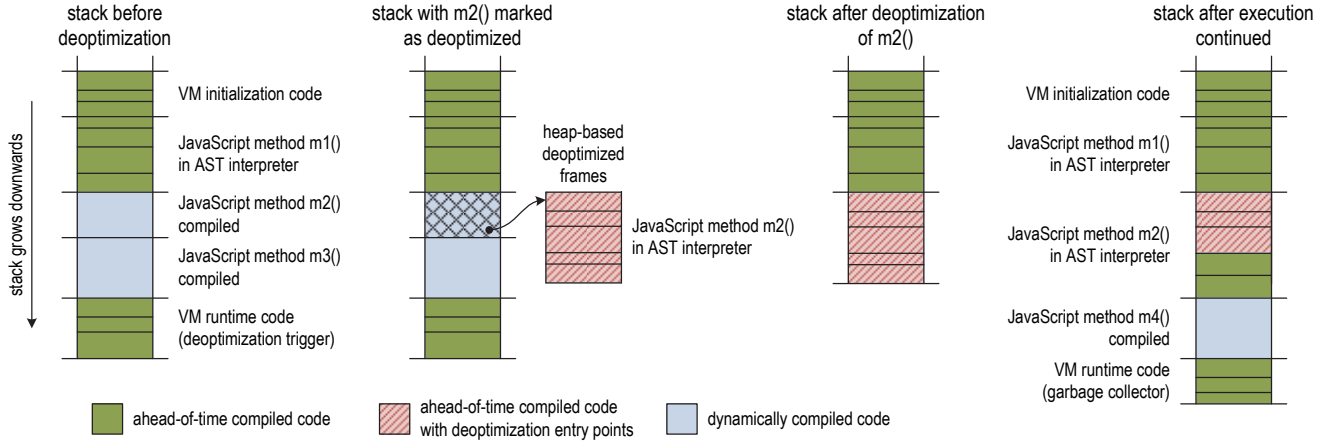 stack before
deoptimization
stack with m2() marked
as deoptimized
stack after deoptimization
of m2()
stack after execution
continued
stack grows downwards
VM initialization code
JavaScript method m1()
in AST interpreter
JavaScript method m2()
compiled
JavaScript method m3()
compiled
VM runtime code
(deoptimization trigger)
heap-based
deoptimized
frames
JavaScript method m2()
in AST interpreter
VM initialization code
JavaScript method m1()
in AST interpreter
JavaScript method m2()
in AST interpreter
JavaScript method m4()
compiled
VM runtime code
(garbage collector)
ahead-of-time compiled code
ahead-of-time compiled code
with deoptimization entry points
dynamically compiled code